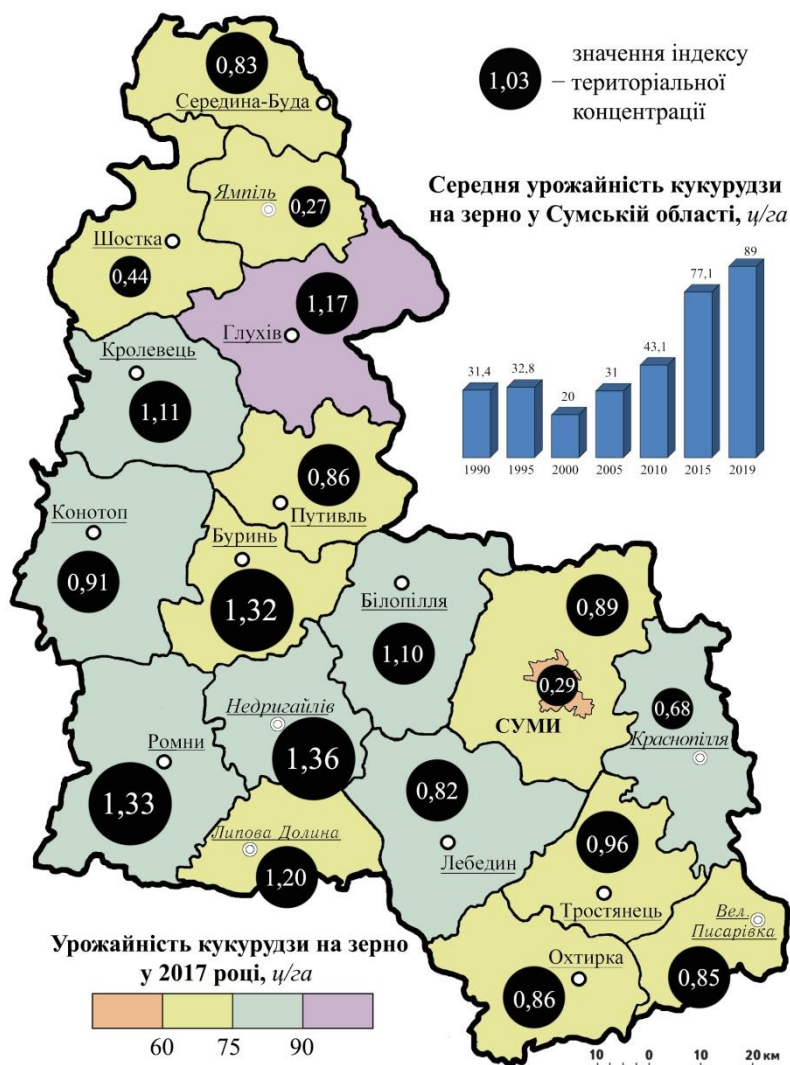 0,83
Середина-Буда
1,03
значення індексу
– територіальної
концентрації
Ямпіль
0,27
Середня урожайність кукурудзи
на зерно у Сумській області, ц/га
Шостка
0,44
1,17
Глухів
31,4
32,8
20
31
43,1
77,1
89
1990
1995
2000
2005
2010
2015
2019
Кролевець
1,11
0,86
Путивль
Конотоп
0,91
Буринь
1,32
Білопілля
1,10
0,89
0,29
СУМИ
0,68
Краснопілля
Недригайлів
1,36
Ромни
1,33
0,82
Лебедин
Липова Долина
1,20
0,96
Тростянець
Вел.
Писарівка
0,85
Охтирка
0,86
Урожайність кукурудзи на зерно
у 2017 році, ц/га
60
75
90
10 0 10 20 км